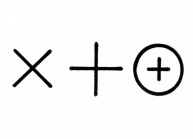 × + ⊕